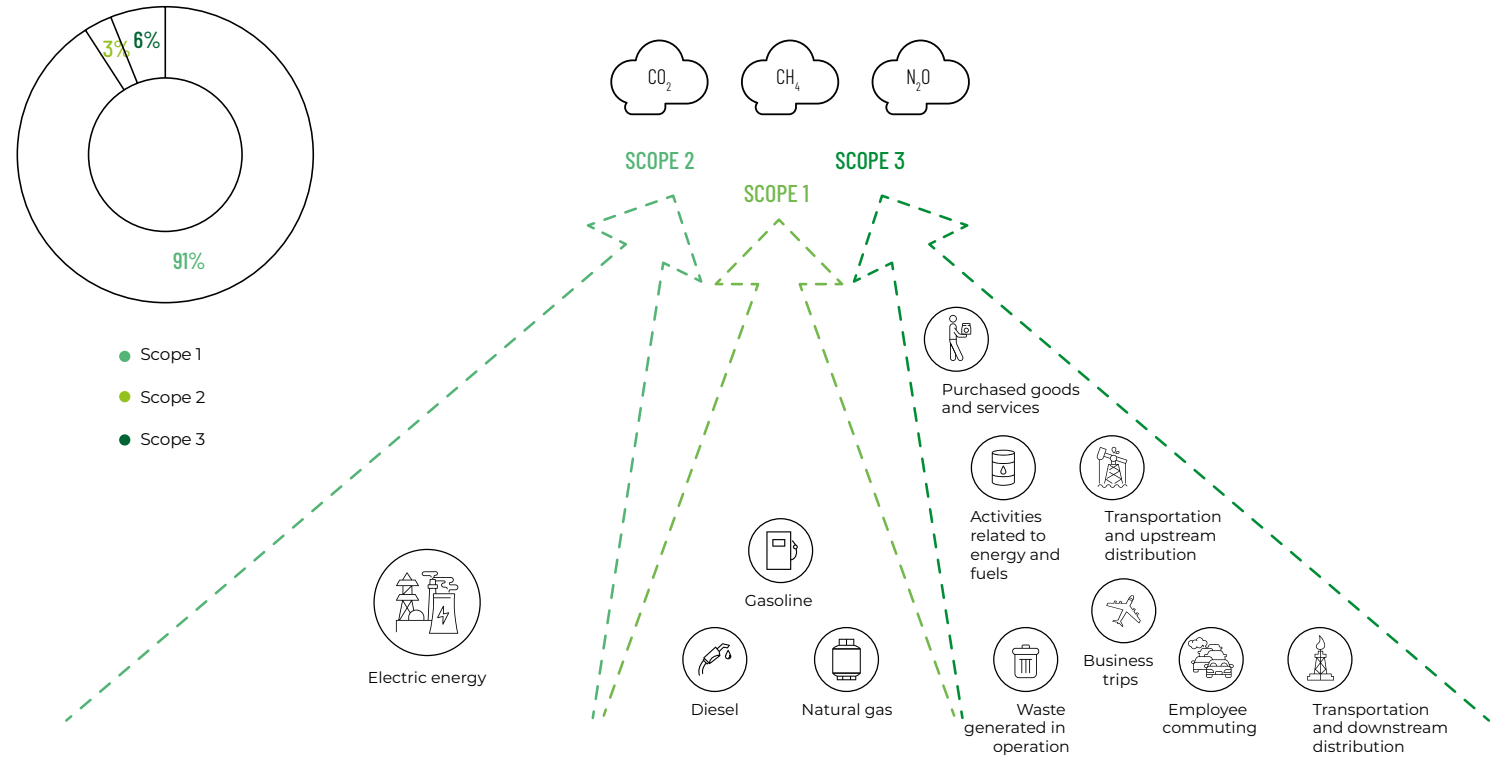 3%
6%
91%
Scope 1
Scope 2
Scope 3
CO₂
CH₄
N₂O
SCOPE 2
SCOPE 1
SCOPE 3
Electric energy
Gasoline
Diesel
Natural gas
Purchased goods
and services
Activities
related to
energy and
fuels
Transportation
and upstream
distribution
Business
trips
Waste
generated in
operation
Employee
commuting
Transportation
and downstream
distribution